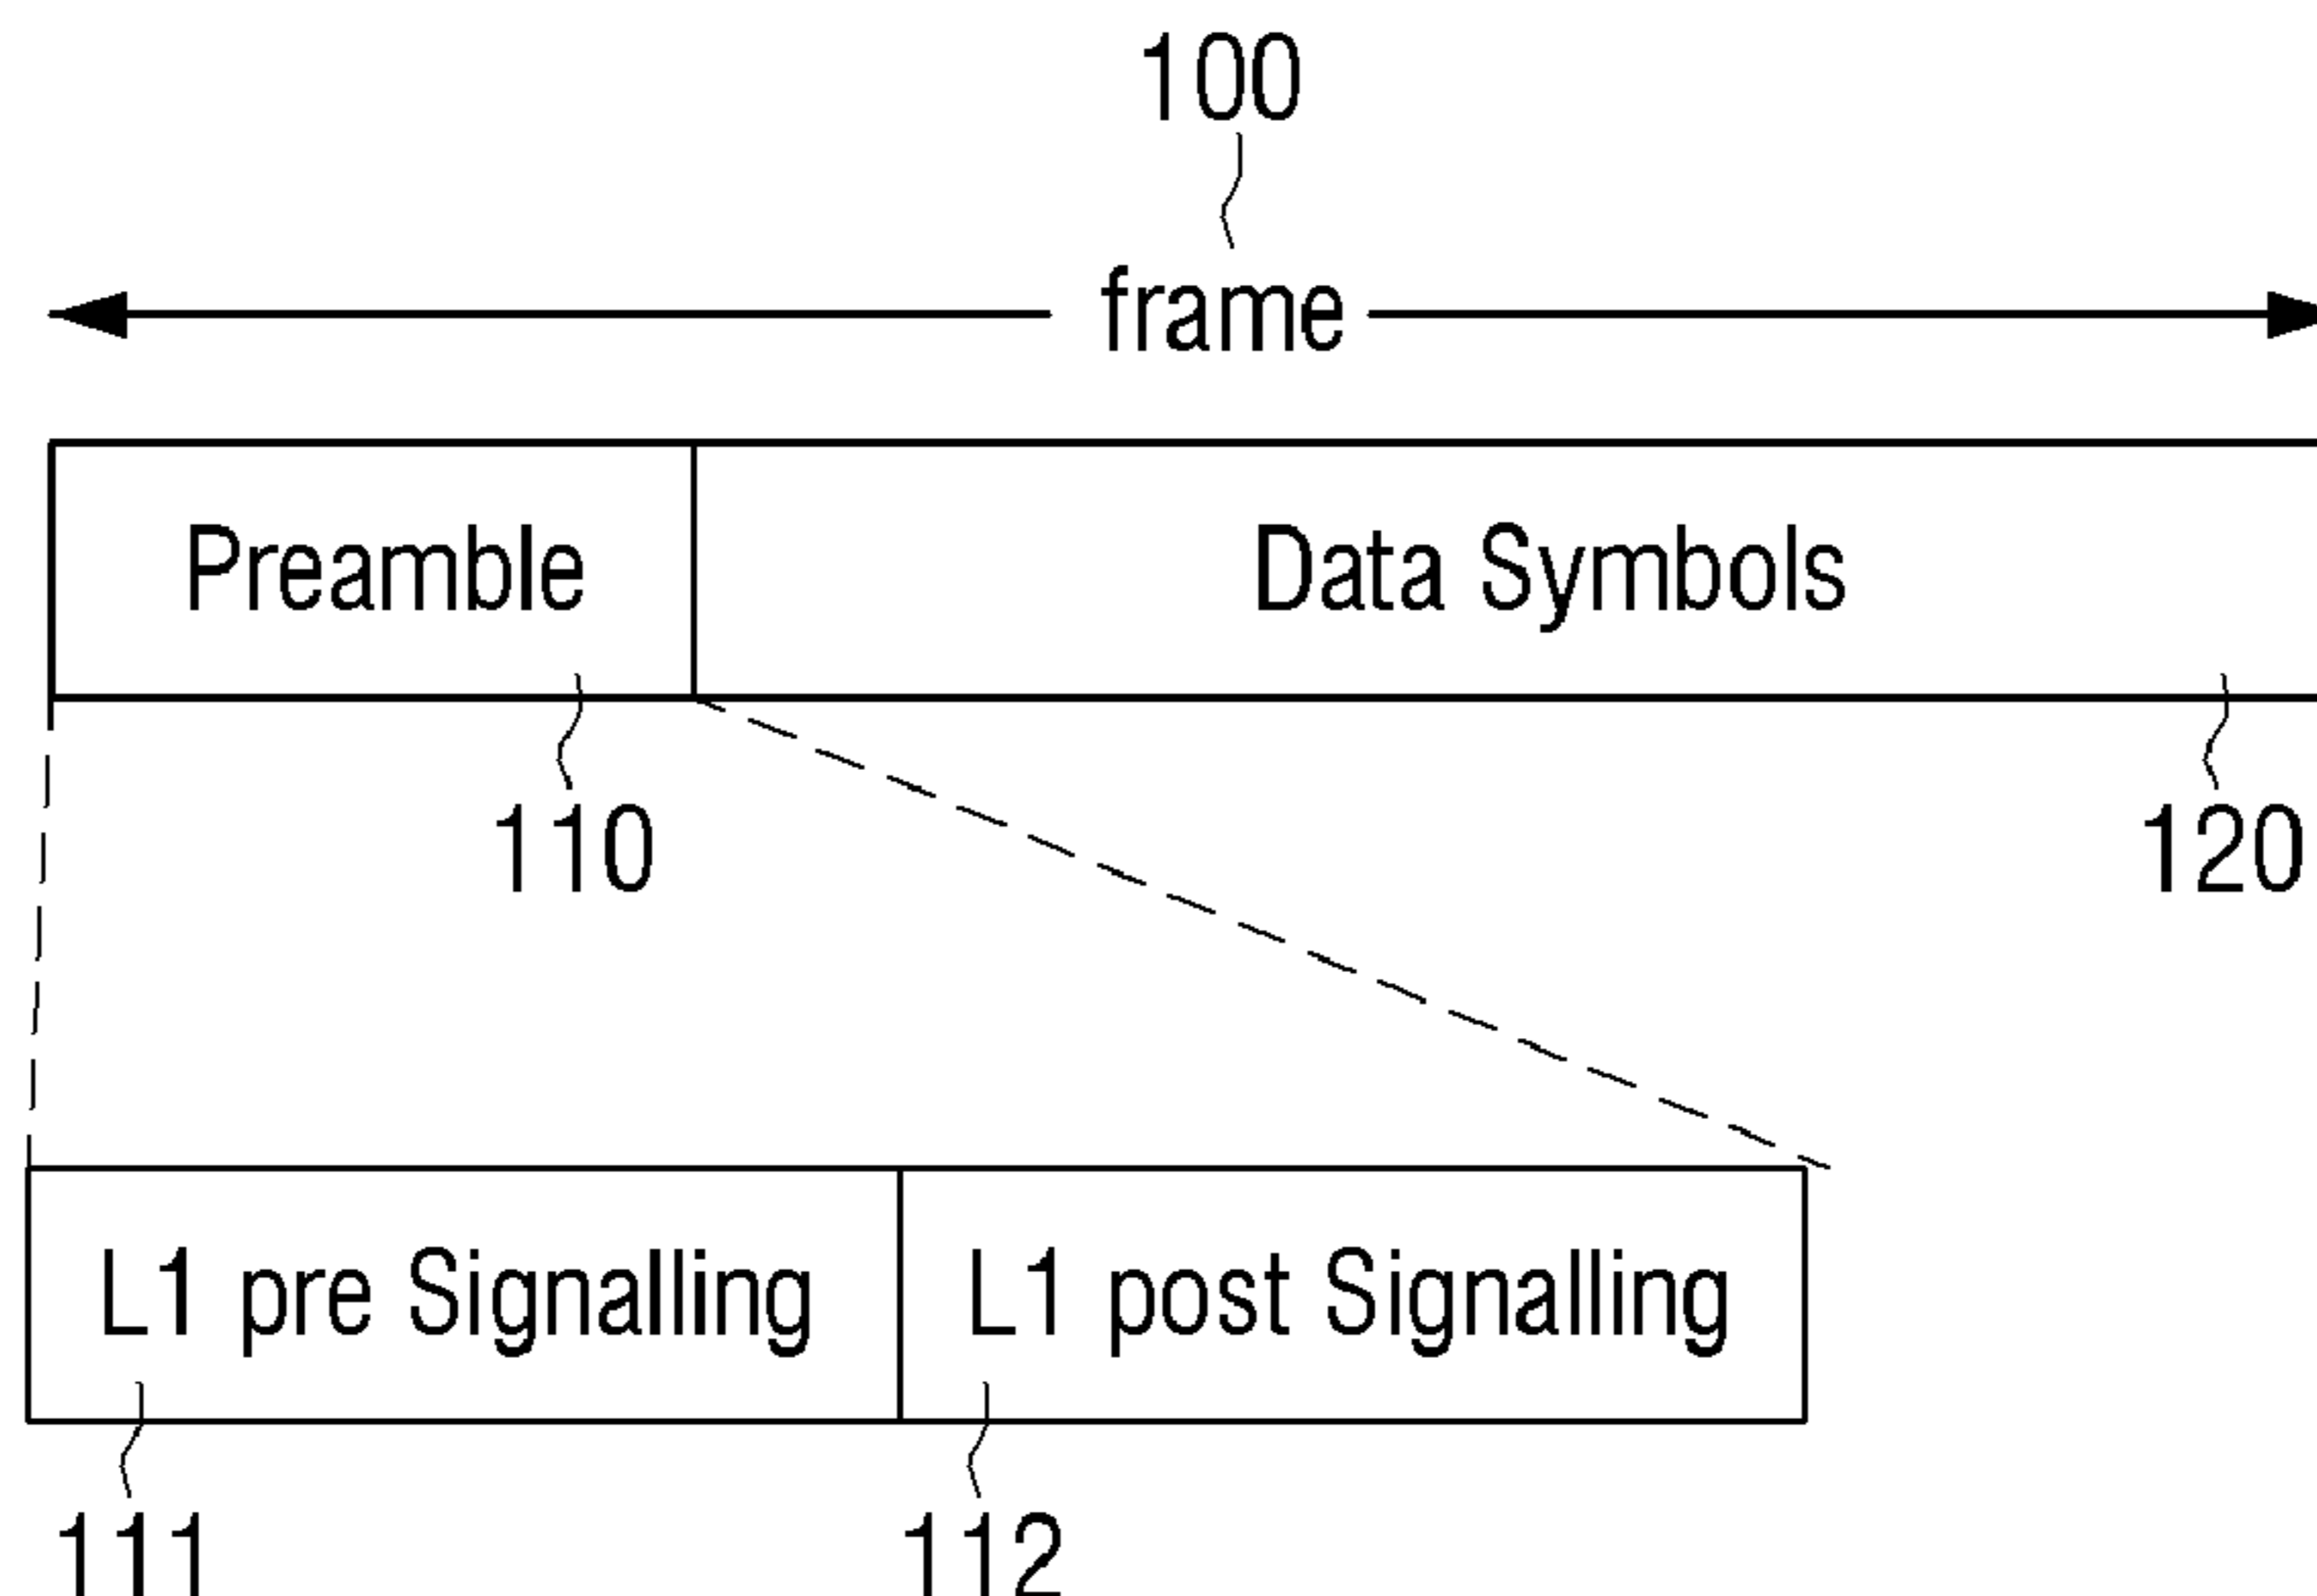 100
frame
Preamble
Data Symbols
110
120
L1 pre Signalling
L1 post Signalling
111
112